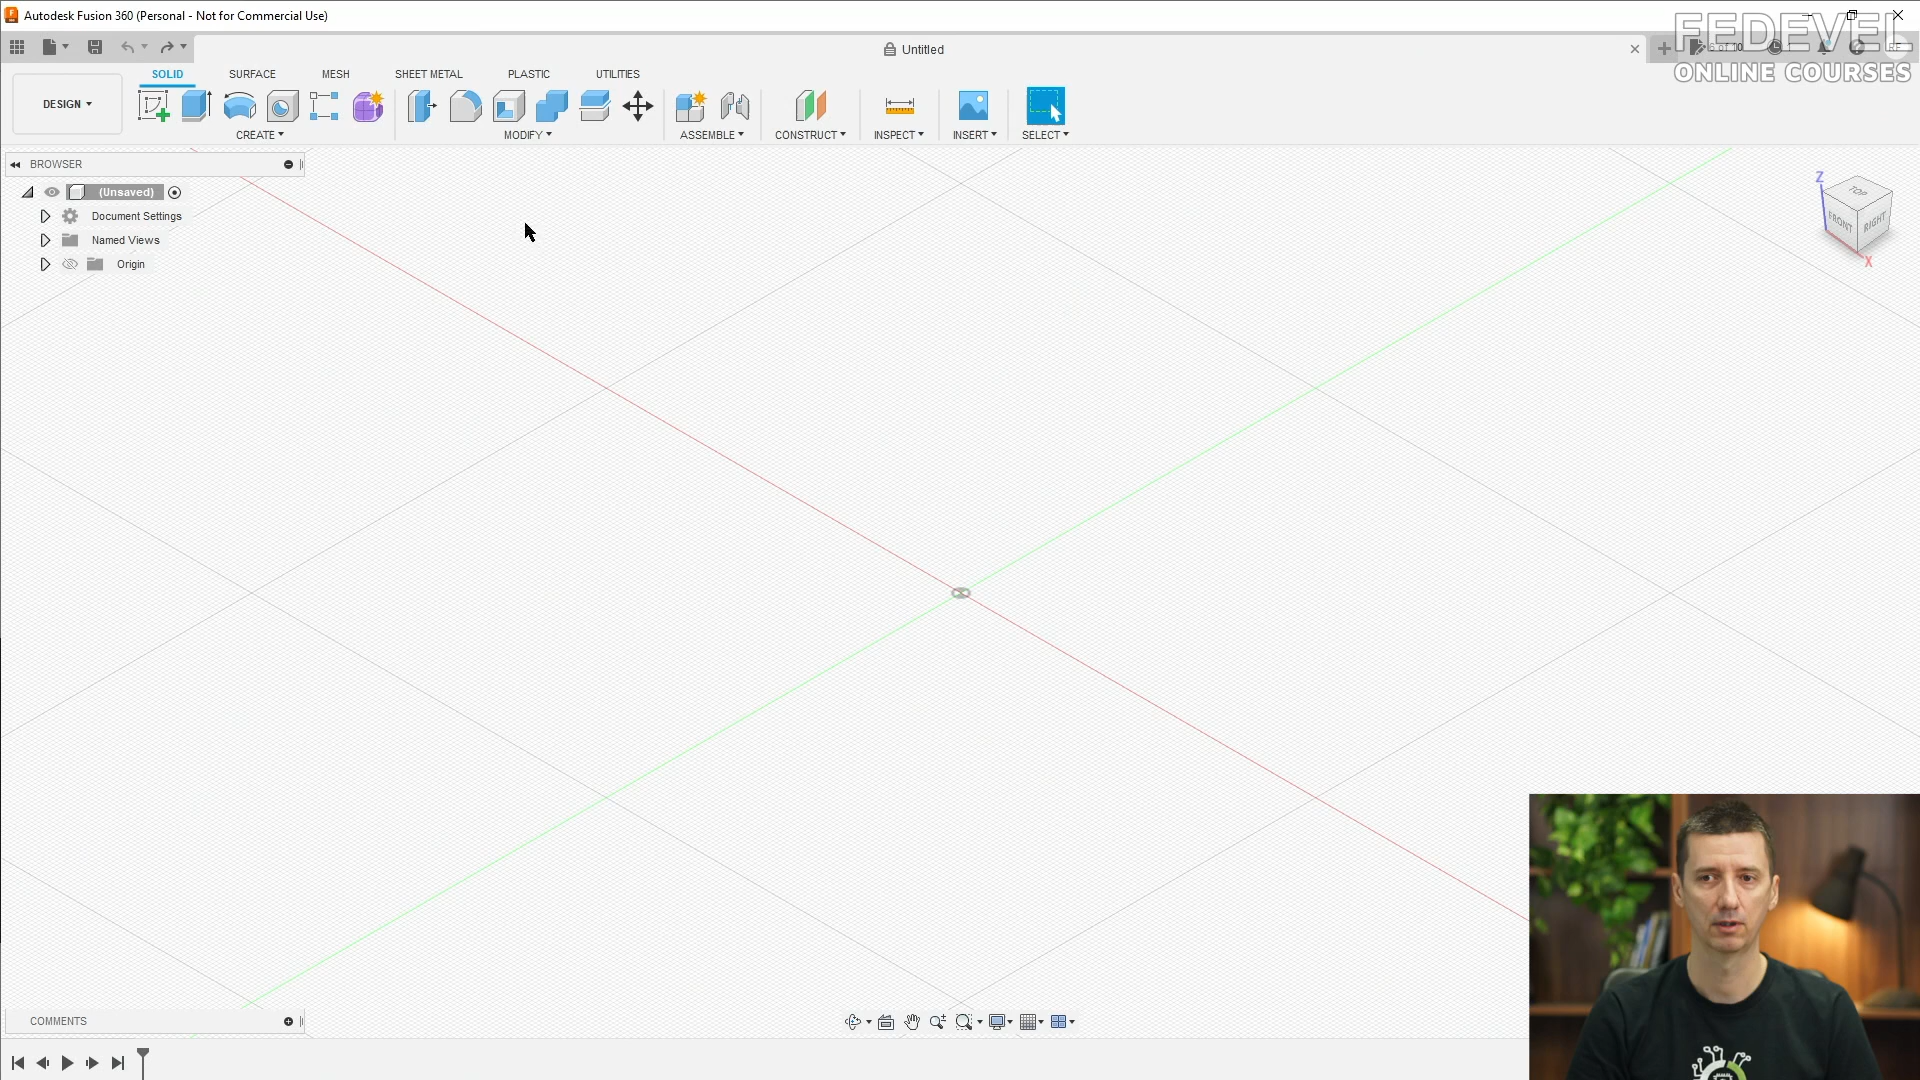 Autodesk Fusion 360 (Personal - Not for Commercial Use)
FEDEVEL
ONLINE COURSES
Untitled
SOLID
SURFACE
MESH
SHEET METAL
PLASTIC
UTILITIES
DESIGN
CREATE
MODIFY
ASSEMBLE
CONSTRUCT
INSPECT
INSERT
SELECT
BROWSER
(Unsaved)
Document Settings
Named Views
Origin
Z
TOP
FRONT
RIGHT
X
COMMENTS